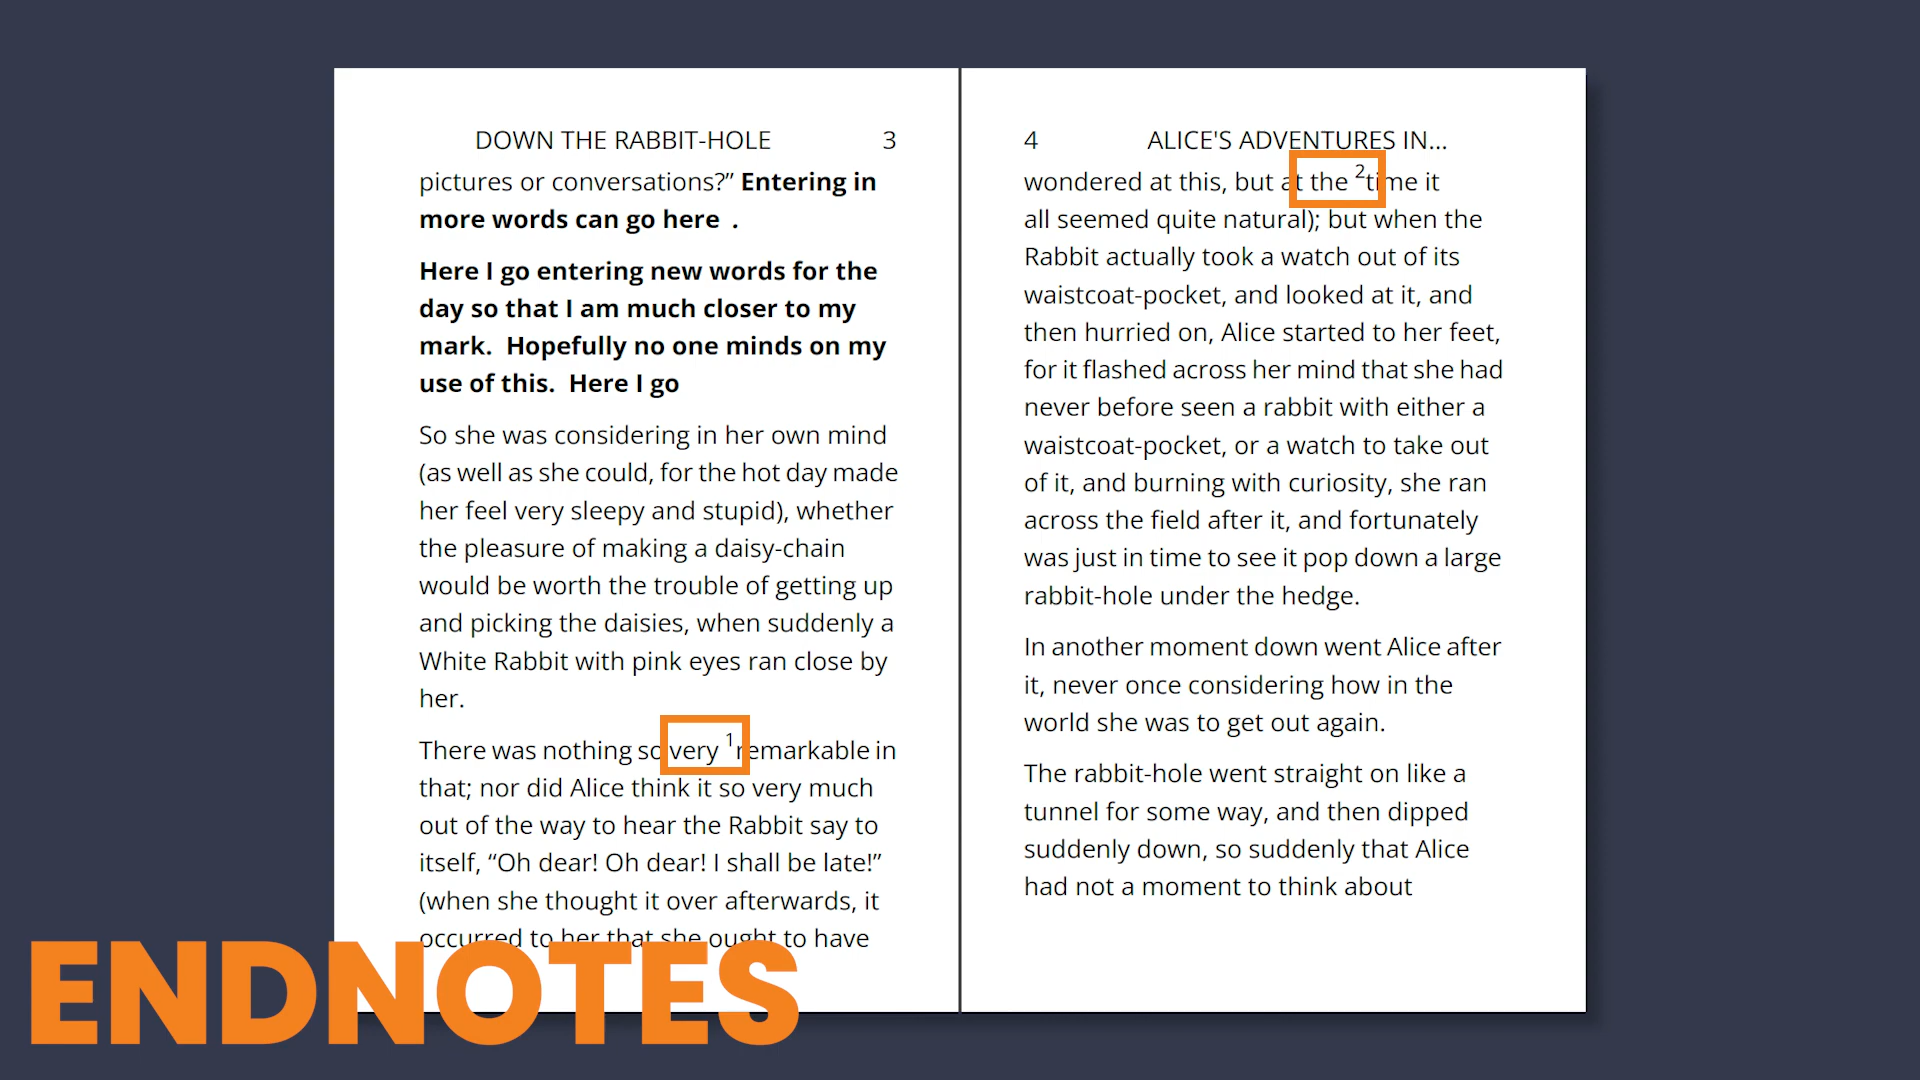 DOWN THE RABBIT-HOLE 3
pictures or conversations?” Entering in
more words can go here  .
Here I go entering new words for the
day so that I am much closer to my
mark.  Hopefully no one minds on my
use of this.  Here I go
So she was considering in her own mind
(as well as she could, for the hot day made
her feel very sleepy and stupid), whether
the pleasure of making a daisy-chain
would be worth the trouble of getting up
and picking the daisies, when suddenly a
White Rabbit with pink eyes ran close by
her.
There was nothing so very ¹remarkable in
that; nor did Alice think it so very much
out of the way to hear the Rabbit say to
itself, “Oh dear! Oh dear! I shall be late!”
(when she thought it over afterwards, it
occurred to her that she ought to have
4 ALICE'S ADVENTURES IN...
wondered at this, but at the ²time it
all seemed quite natural); but when the
Rabbit actually took a watch out of its
waistcoat-pocket, and looked at it, and
then hurried on, Alice started to her feet,
for it flashed across her mind that she had
never before seen a rabbit with either a
waistcoat-pocket, or a watch to take out
of it, and burning with curiosity, she ran
across the field after it, and fortunately
was just in time to see it pop down a large
rabbit-hole under the hedge.
In another moment down went Alice after
it, never once considering how in the
world she was to get out again.
The rabbit-hole went straight on like a
tunnel for some way, and then dipped
suddenly down, so suddenly that Alice
had not a moment to think about
ENDNOTES